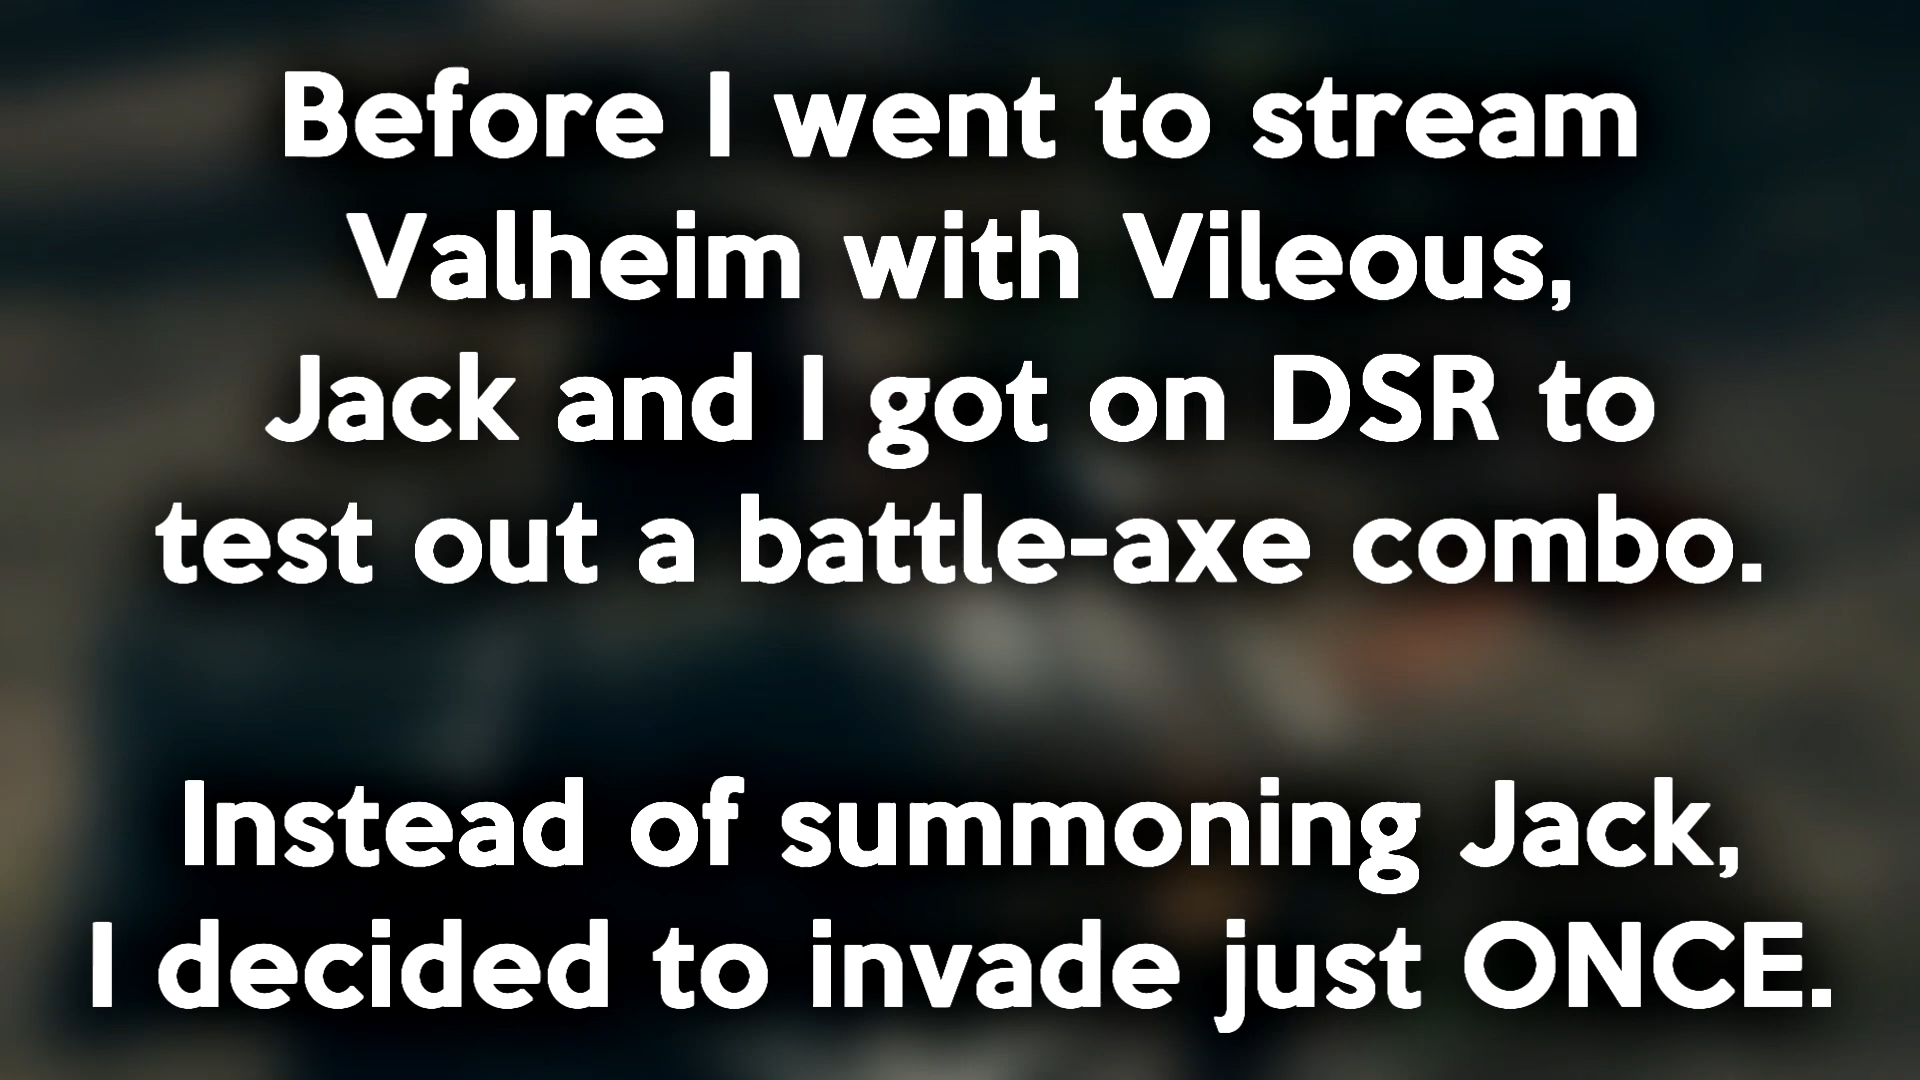 Before I went to stream
Valheim with Vileous,
Jack and I got on DSR to
test out a battle-axe combo.
Instead of summoning Jack,
I decided to invade just ONCE.